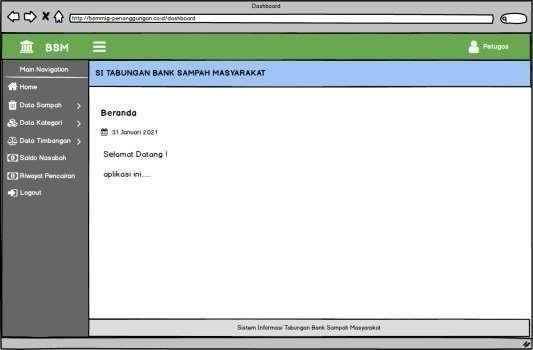 Dashboard
http://bsmmig-penanggungan.co.id/dashboard
BSM
Petugas
Main Navigation
Home
Data Sampah
Data Kategori
Data Timbangan
Saldo Nasabah
Riwayat Pencairan
Logout
SI TABUNGAN BANK SAMPAH MASYARAKAT
Beranda
31 Januari 2021
Selamat Datang !
aplikasi ini.....
Sistem Informasi Tabungan Bank Sampah Masyarakat